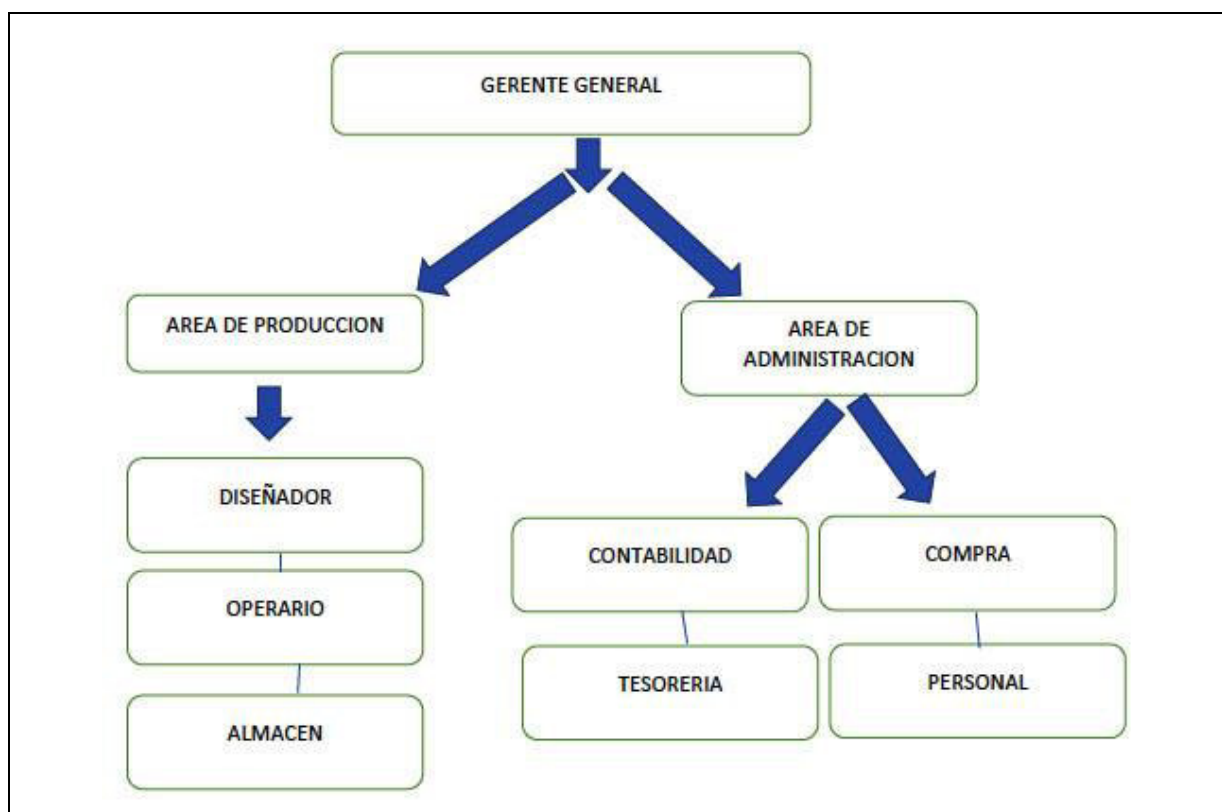 GERENTE GENERAL
AREA DE PRODUCCION
AREA DE
ADMINISTRACION
DISEÑADOR
CONTABILIDAD
COMPRA
OPERARIO
TESORERIA
PERSONAL
ALMACEN